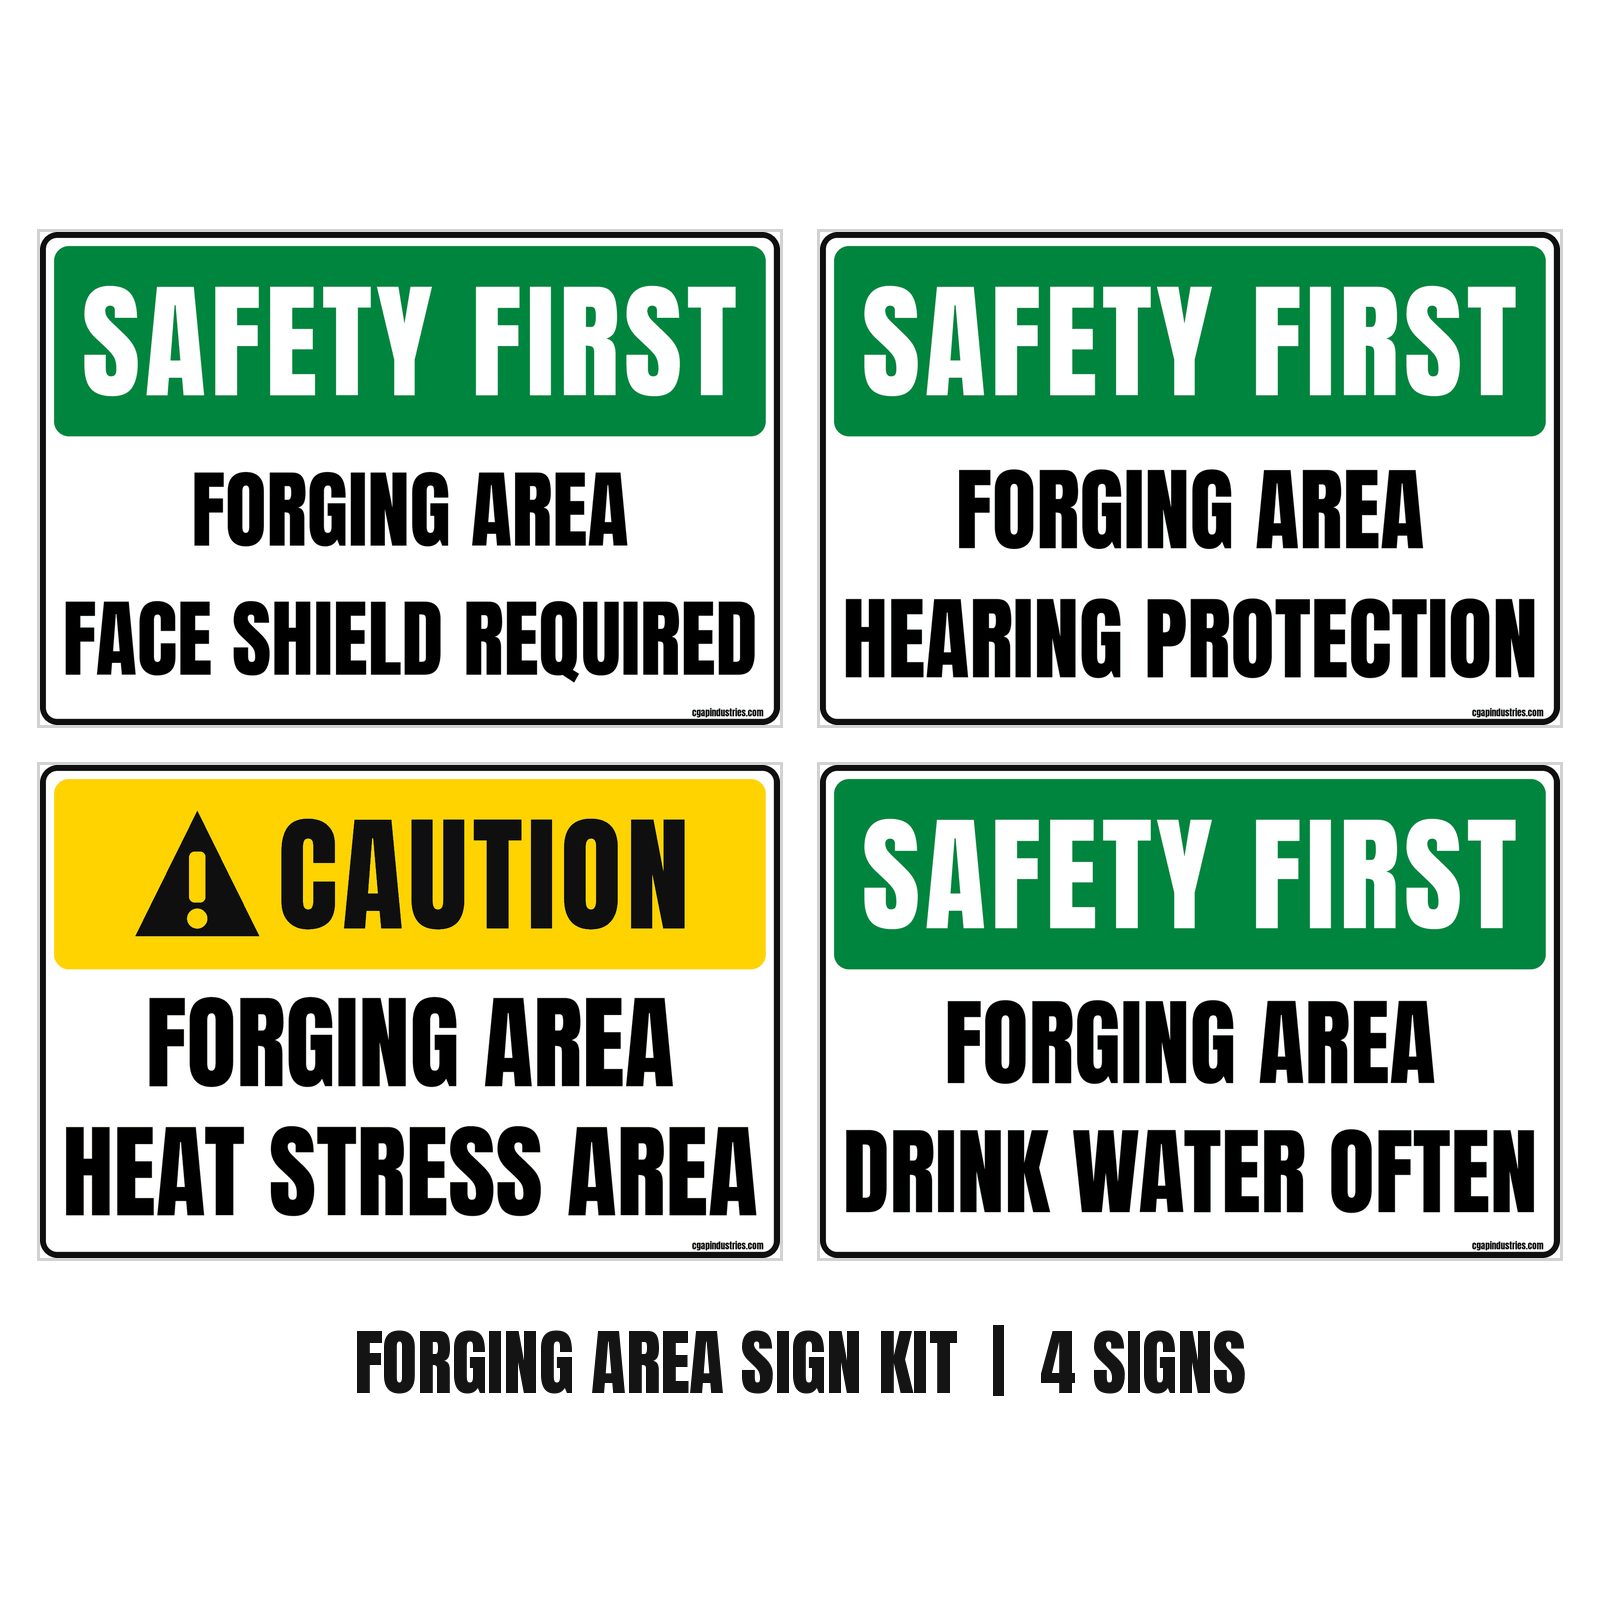 SAFETY FIRST
FORGING AREA
FACE SHIELD REQUIRED
cgapindustries.com
SAFETY FIRST
FORGING AREA
HEARING PROTECTION
cgapindustries.com
CAUTION
FORGING AREA
HEAT STRESS AREA
cgapindustries.com
SAFETY FIRST
FORGING AREA
DRINK WATER OFTEN
cgapindustries.com
FORGING AREA SIGN KIT | 4 SIGNS